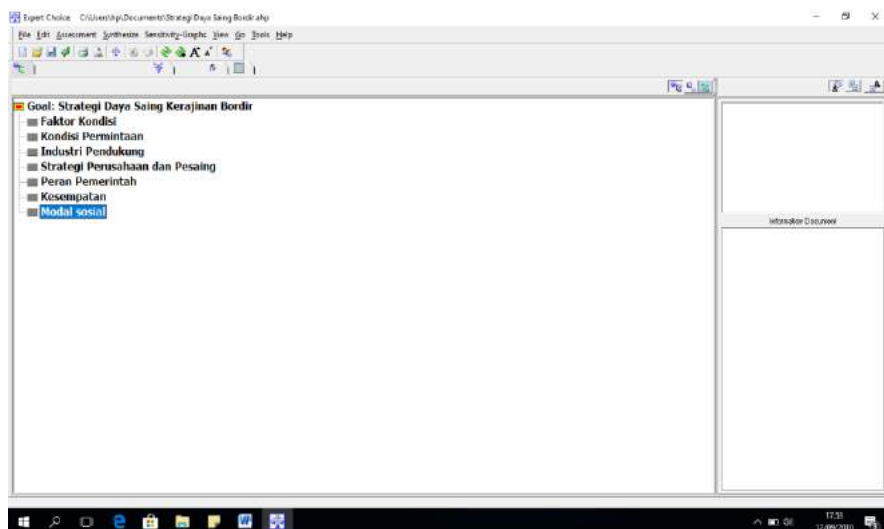 Expert Choice C:\Users\hp\Documents\Strategi Daya Saing Bordir.ahp
File Edit Assessment Synthesize Sensitivity-Graphs View Go Tools Help
Goal: Strategi Daya Saing Kerajinan Bordir
Faktor Kondisi
Kondisi Permintaan
Industri Pendukung
Strategi Perusahaan dan Pesaing
Peran Pemerintah
Kesempatan
Modal sosial
Information Document
17.53